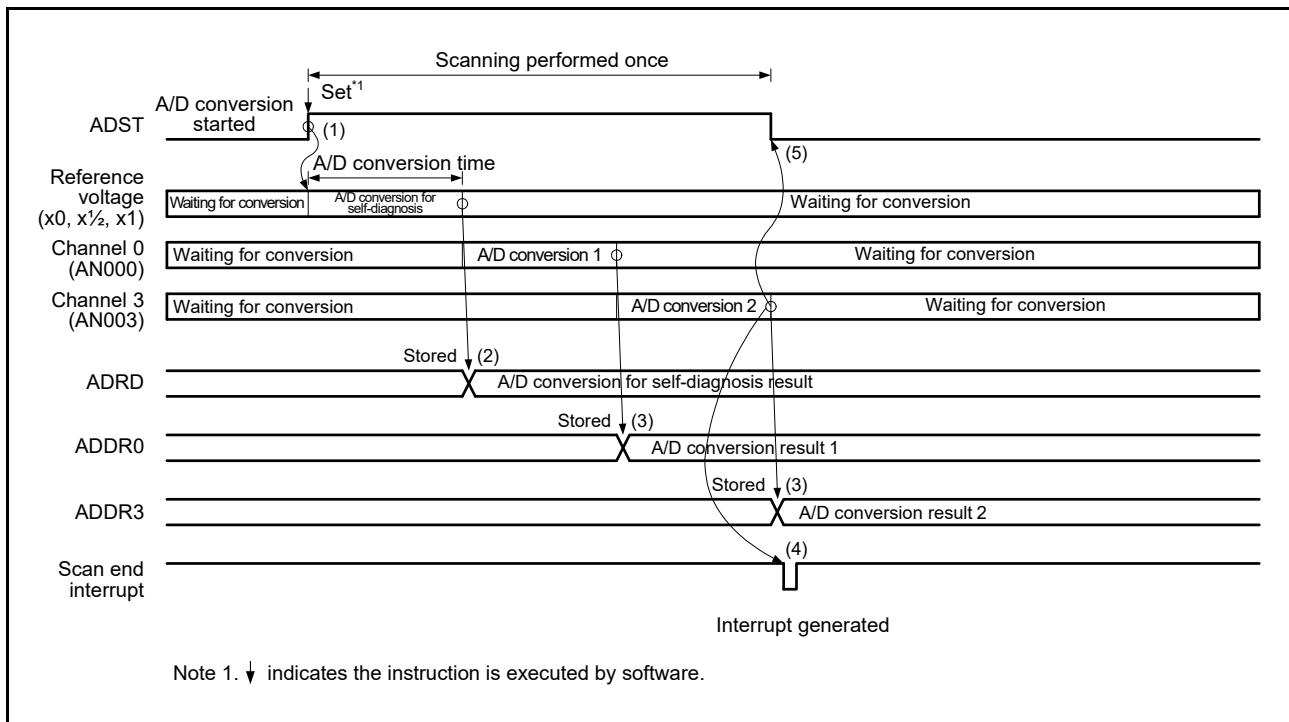 Scanning performed once
Set*1
A/D conversion
started
ADST
(1)
(5)
A/D conversion time
Reference
voltage
(x0, x½, x1)
Waiting for conversion
A/D conversion for
self-diagnosis
Waiting for conversion
Channel 0
(AN000)
Waiting for conversion
A/D conversion 1
Waiting for conversion
Channel 3
(AN003)
Waiting for conversion
A/D conversion 2
Waiting for conversion
Stored (2)
ADRD
A/D conversion for self-diagnosis result
Stored (3)
ADDR0
A/D conversion result 1
Stored (3)
ADDR3
A/D conversion result 2
(4)
Scan end
interrupt
Interrupt generated
Note 1. ↓ indicates the instruction is executed by software.